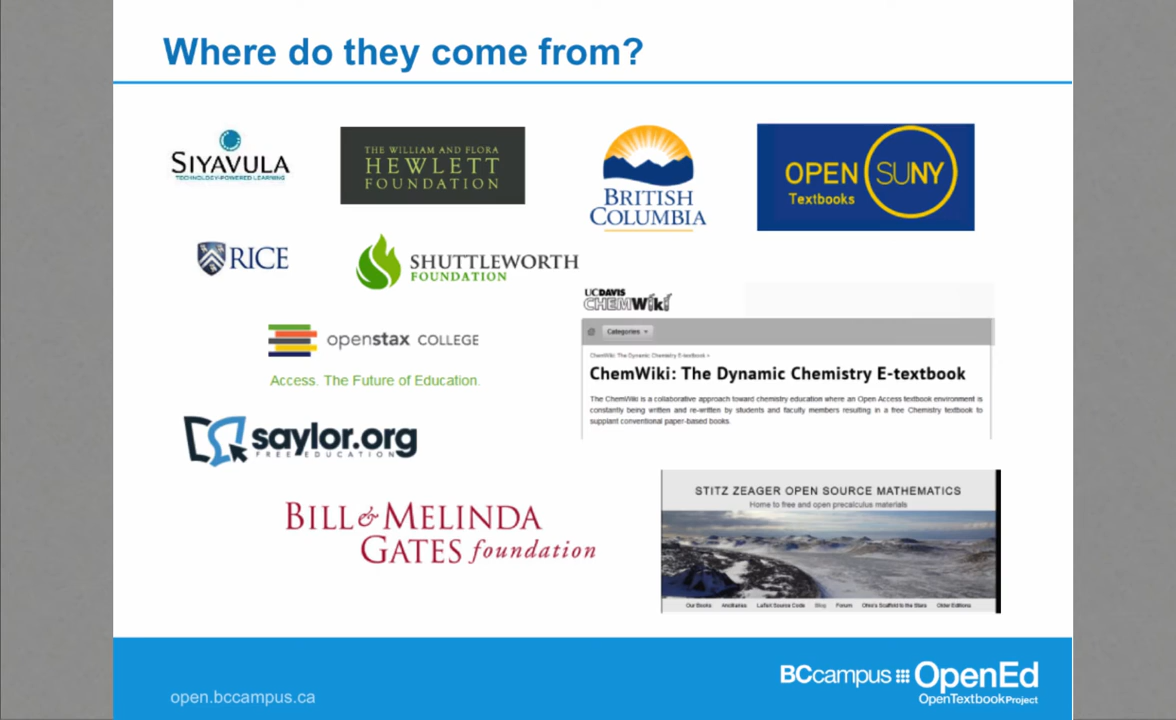 Where do they come from?
SIYAVULA
TECHNOLOGY-POWERED LEARNING
THE WILLIAM AND FLORA
HEWLETT
FOUNDATION
BRITISH
COLUMBIA
OPEN SUNY
Textbooks
RICE
SHUTTLEWORTH
FOUNDATION
openstax COLLEGE
Access. The Future of Education.
UCDAVIS
CHEMWiki
Categories
ChemWiki: The Dynamic Chemistry E-textbook »
ChemWiki: The Dynamic Chemistry E-textbook
The ChemWiki is a collaborative approach toward chemistry education where an Open Access textbook environment is
constantly being written and re-written by students and faculty members resulting in a free Chemistry textbook to
supplant conventional paper-based books.
saylor.org
FREE EDUCATION
BILL & MELINDA
GATES foundation
STITZ ZEAGER OPEN SOURCE MATHEMATICS
Home to free and open precalculus materials
Our Books Ancillaries LaTeX Source Code Blog Forum Ohio's Scaffold to the Stars Older Editions
open.bccampus.ca
BCcampus OpenEd
OpenTextbookProject